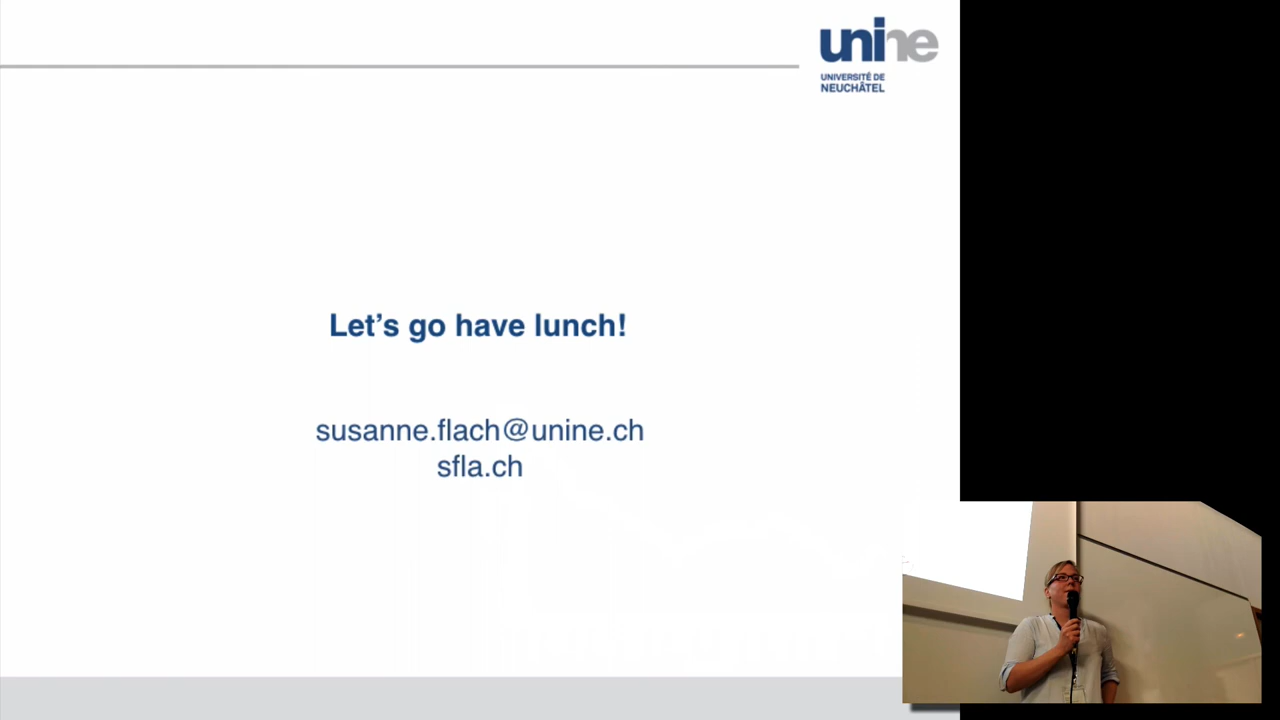 unine
UNIVERSITÉ DE
NEUCHÂTEL
Let's go have lunch!
susanne.flach@unine.ch
sfla.ch